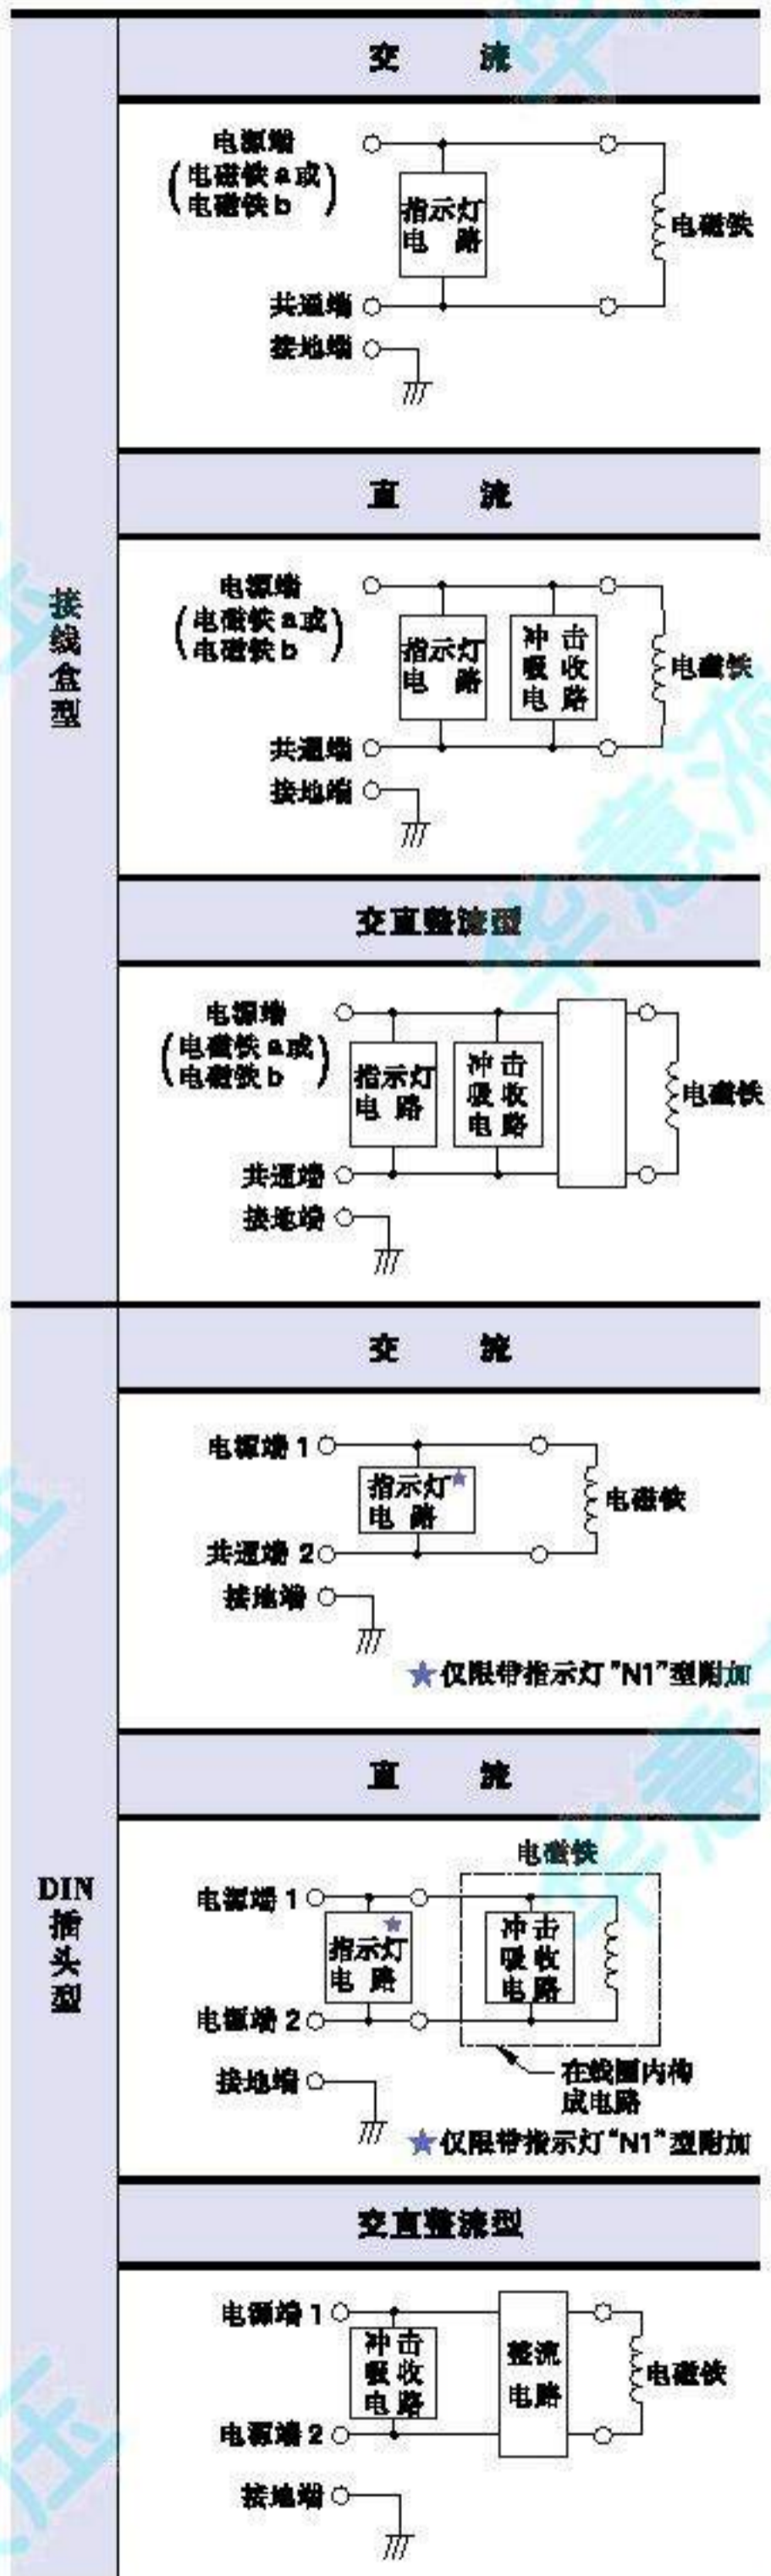 交 流
电源端
(电磁铁 a 或
电磁铁 b)
指示灯
电 路
电磁铁
共通端
接地端
直 流
电源端
(电磁铁 a 或
电磁铁 b)
指示灯
电 路
冲 击
吸 收
电 路
电磁铁
共通端
接地端
接线盒型
交直整流型
电源端
(电磁铁 a 或
电磁铁 b)
指示灯
电 路
冲 击
吸 收
电 路
电磁铁
共通端
接地端
交 流
电源端 1
指示灯★
电 路
电磁铁
共通端 2
接地端
★仅限带指示灯"N1"型附加
直 流
DIN
插头型
电磁铁
电源端 1
★
指示灯
电 路
冲 击
吸 收
电 路
电源端 2
接地端
在线圈内构
成电路
★仅限带指示灯"N1"型附加
交直整流型
电源端 1
冲 击
吸 收
电 路
整流
电路
电磁铁
电源端 2
接地端
华意液
华意
压